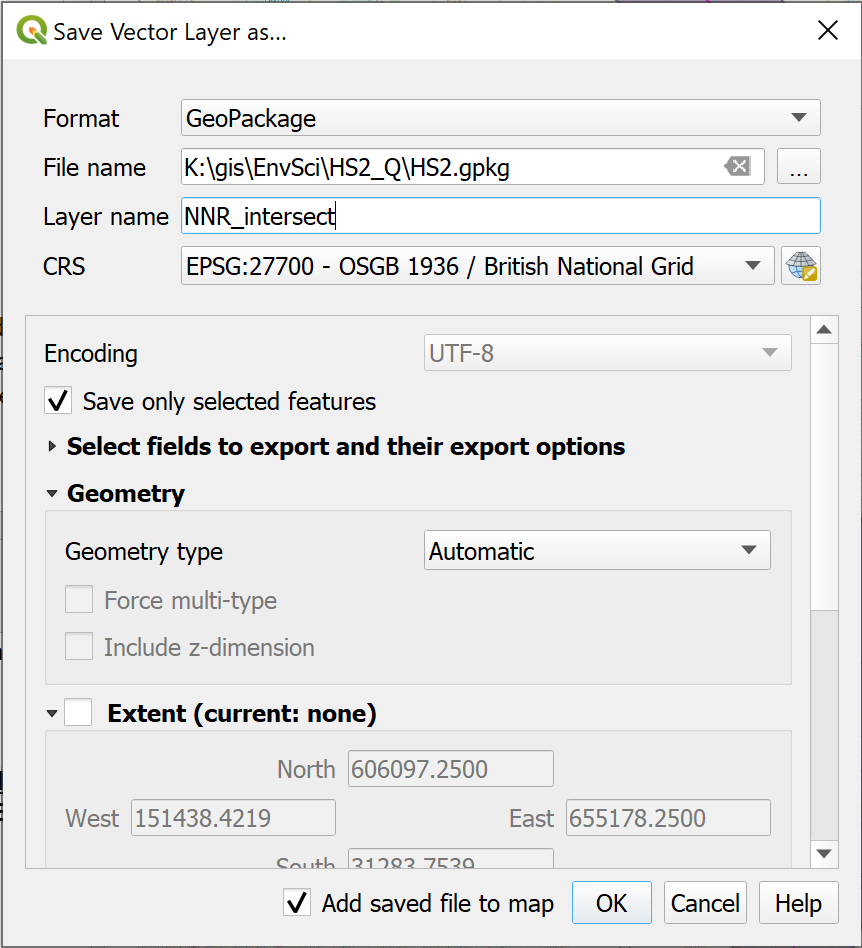 Save Vector Layer as...
Format GeoPackage
File name K:\gis\EnvSci\HS2_Q\HS2.gpkg ...
Layer name NNR_intersect
CRS EPSG:27700 - OSGB 1936 / British National Grid
Encoding UTF-8
Save only selected features
Select fields to export and their export options
Geometry
Geometry type Automatic
Force multi-type
Include z-dimension
Extent (current: none)
North 606097.2500
West 151438.4219 East 655178.2500
South 31283.7539
Add saved file to map OK Cancel Help